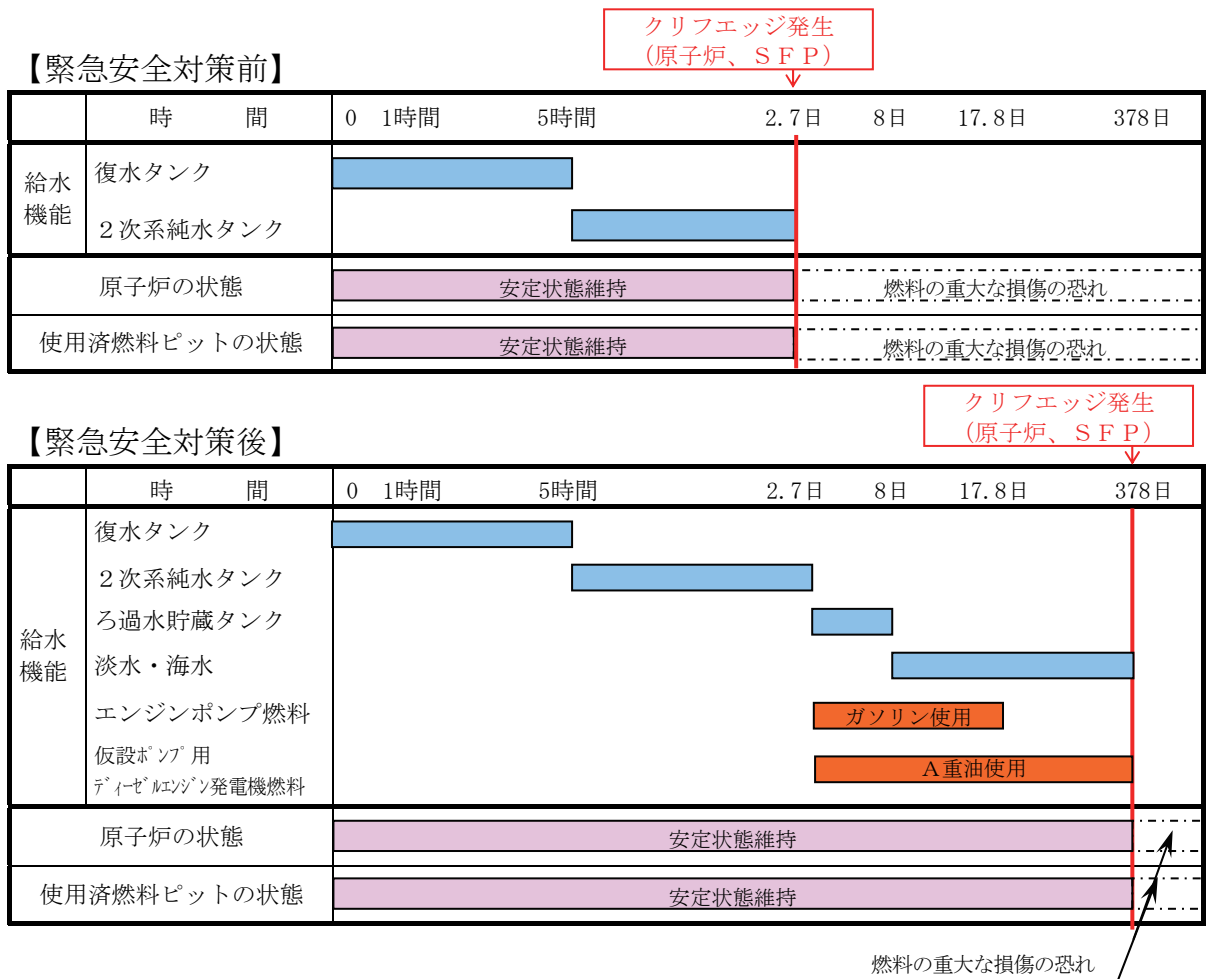 クリフエッジ発生
(原子炉、ＳＦＰ)
【緊急安全対策前】
時　　　間 0 1時間 5時間 2.7日 8日 17.8日 378日
給水
機能
復水タンク
２次系純水タンク
原子炉の状態 安定状態維持 燃料の重大な損傷の恐れ
使用済燃料ピットの状態 安定状態維持 燃料の重大な損傷の恐れ
クリフエッジ発生
(原子炉、ＳＦＰ)
【緊急安全対策後】
時　　　間 0 1時間 5時間 2.7日 8日 17.8日 378日
給水
機能
復水タンク
２次系純水タンク
ろ過水貯蔵タンク
淡水・海水
エンジンポンプ燃料 ガソリン使用
仮設ﾎﾟﾝﾌﾟ用
ﾃﾞｨｰｾﾞﾙｴﾝｼﾞﾝ発電機燃料 Ａ重油使用
原子炉の状態 安定状態維持
使用済燃料ピットの状態 安定状態維持
燃料の重大な損傷の恐れ